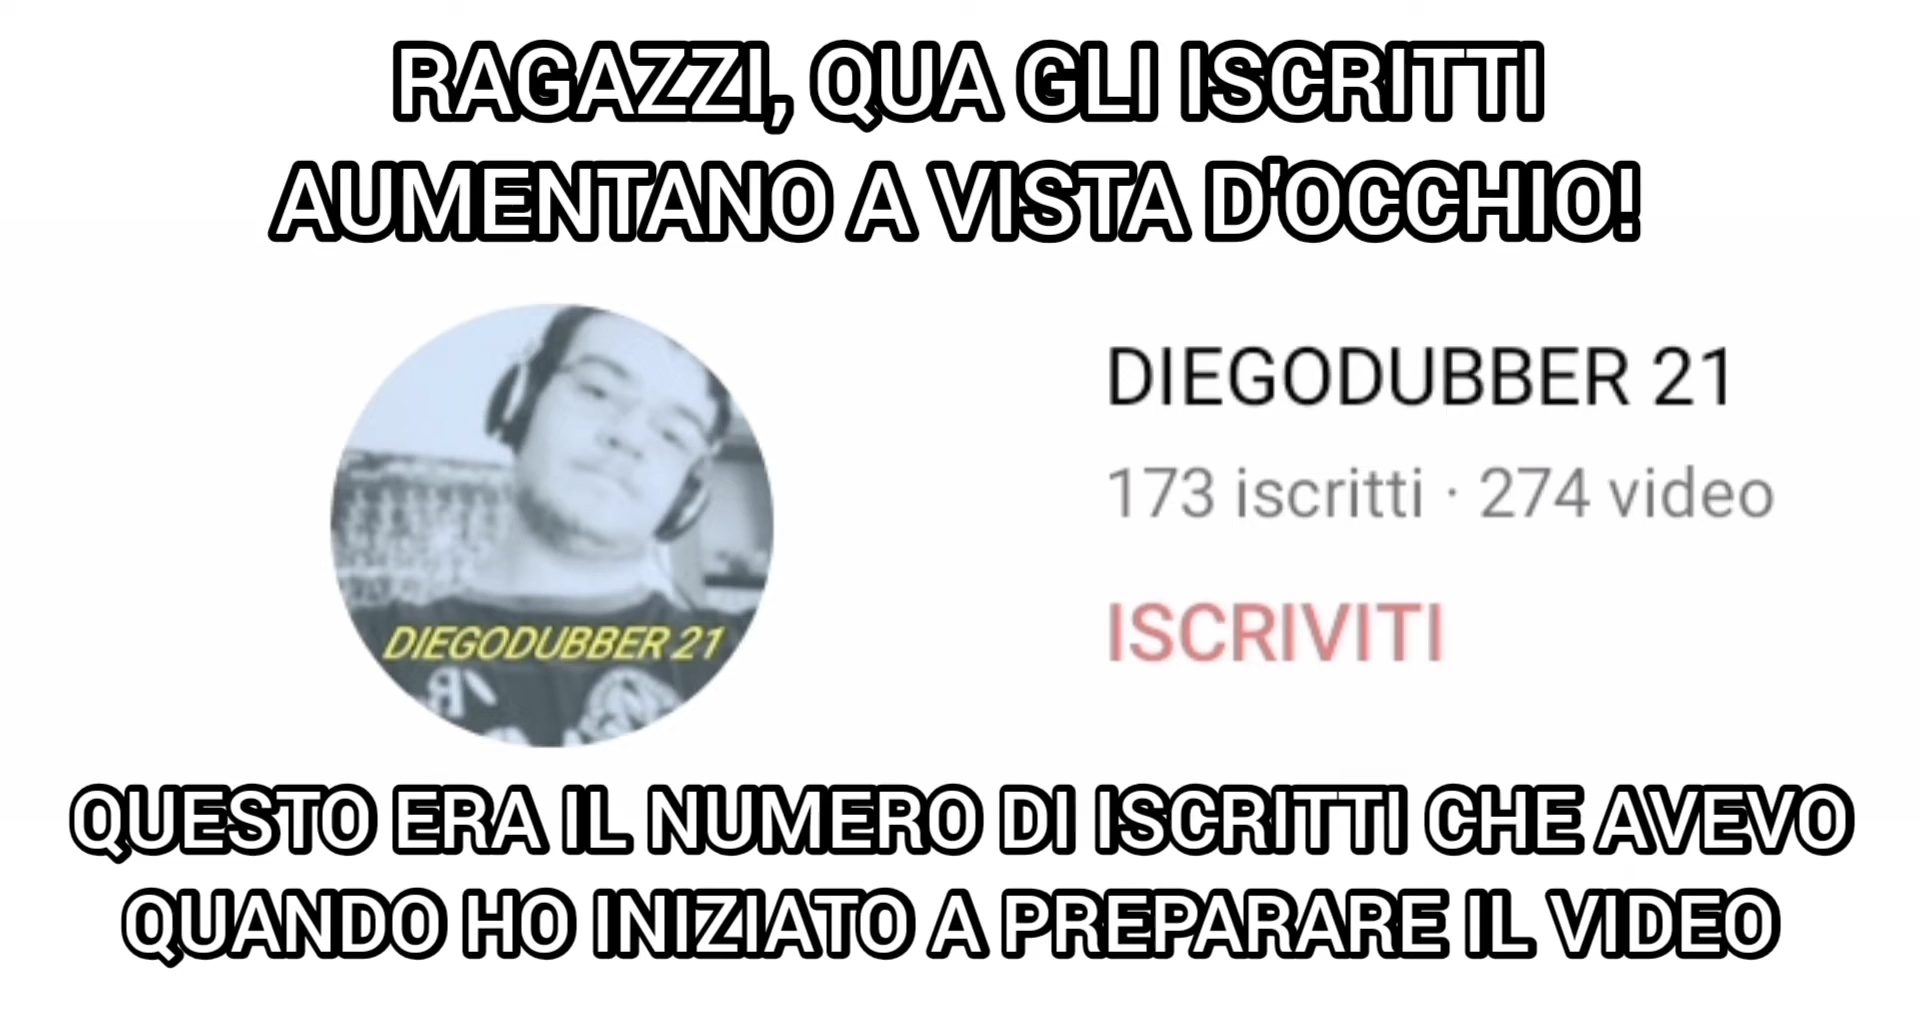 RAGAZZI, QUA GLI ISCRITTI
AUMENTANO A VISTA D'OCCHIO!
DIEGODUBBER 21
173 iscritti · 274 video
ISCRIVITI
DIEGODUBBER 21
QUESTO ERA IL NUMERO DI ISCRITTI CHE AVEVO
QUANDO HO INIZIATO A PREPARARE IL VIDEO